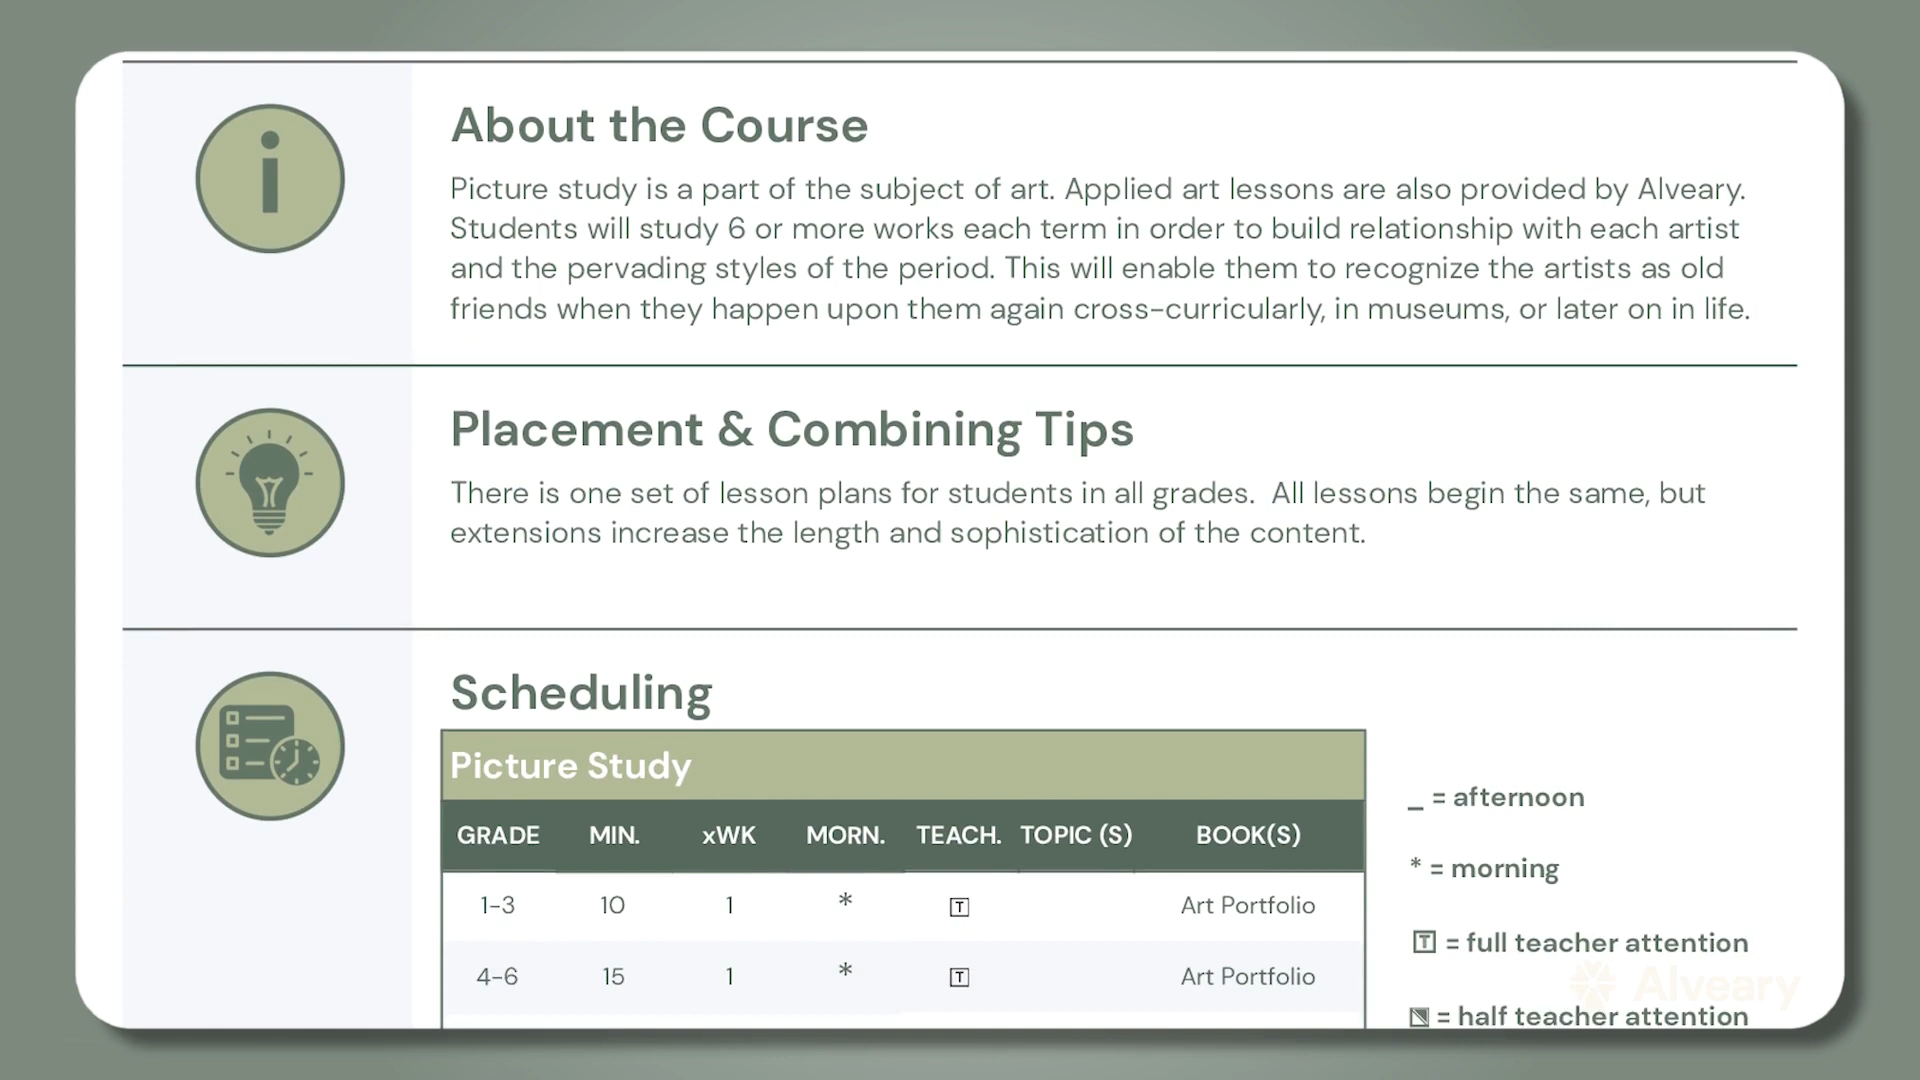 About the Course
Picture study is a part of the subject of art. Applied art lessons are also provided by Alveary.
Students will study 6 or more works each term in order to build relationship with each artist
and the pervading styles of the period. This will enable them to recognize the artists as old
friends when they happen upon them again cross-curricularly, in museums, or later on in life.
Placement & Combining Tips
There is one set of lesson plans for students in all grades.  All lessons begin the same, but
extensions increase the length and sophistication of the content.
Scheduling
Picture Study
GRADE MIN. xWK MORN. TEACH. TOPIC (S) BOOK(S)
1-3 10 1 * T Art Portfolio
4-6 15 1 * T Art Portfolio
_ = afternoon
* = morning
T = full teacher attention
= half teacher attention
Alveary